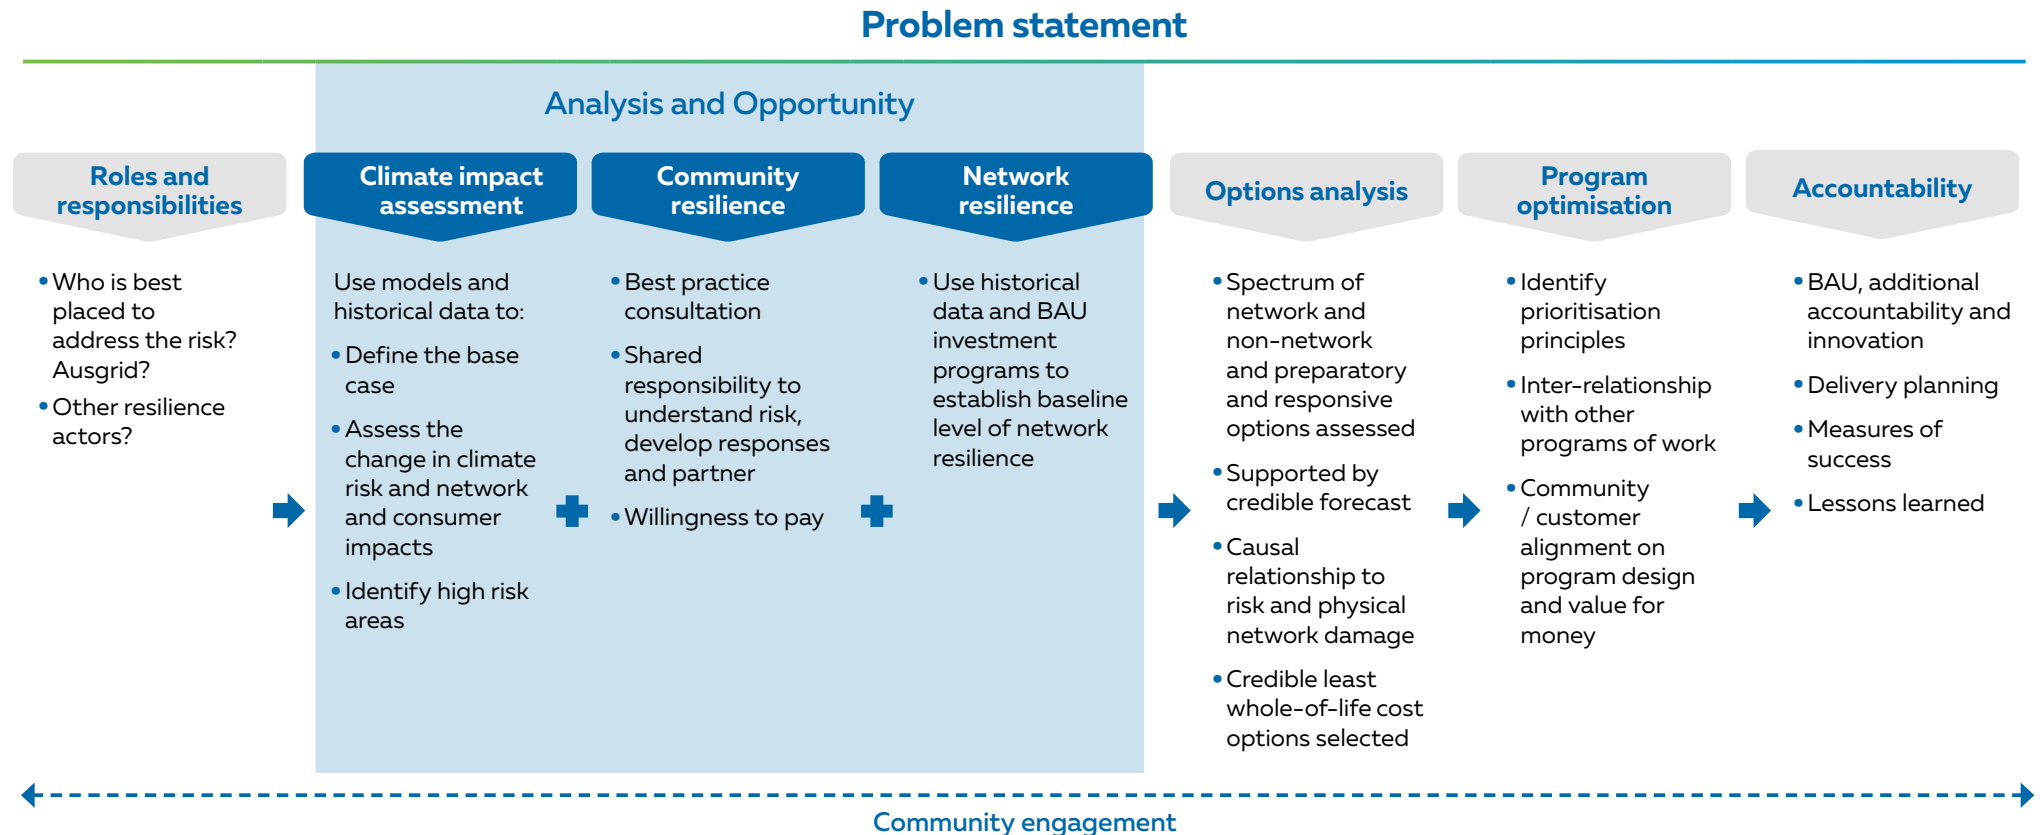 Problem statement
Analysis and Opportunity
Roles and
responsibilities
• Who is best
placed to
address the risk?
Ausgrid?
• Other resilience
actors?
Climate impact
assessment
Use models and
historical data to:
• Define the base
case
• Assess the
change in climate
risk and network
and consumer
impacts
• Identify high risk
areas
Community
resilience
• Best practice
consultation
• Shared
responsibility to
understand risk,
develop responses
and partner
• Willingness to pay
Network
resilience
• Use historical
data and BAU
investment
programs to
establish baseline
level of network
resilience
Options analysis
• Spectrum of
network and
non-network
and preparatory
and responsive
options assessed
• Supported by
credible forecast
• Causal
relationship to
risk and physical
network damage
• Credible least
whole-of-life cost
options selected
Program
optimisation
• Identify
prioritisation
principles
• Inter-relationship
with other
programs of work
• Community
/ customer
alignment on
program design
and value for
money
Accountability
• BAU, additional
accountability and
innovation
• Delivery planning
• Measures of
success
• Lessons learned
Community engagement